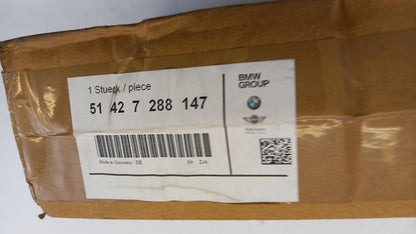 1 Stueck / piece
51 42 7 288 147
Made in Germany - DE
BMW
GROUP